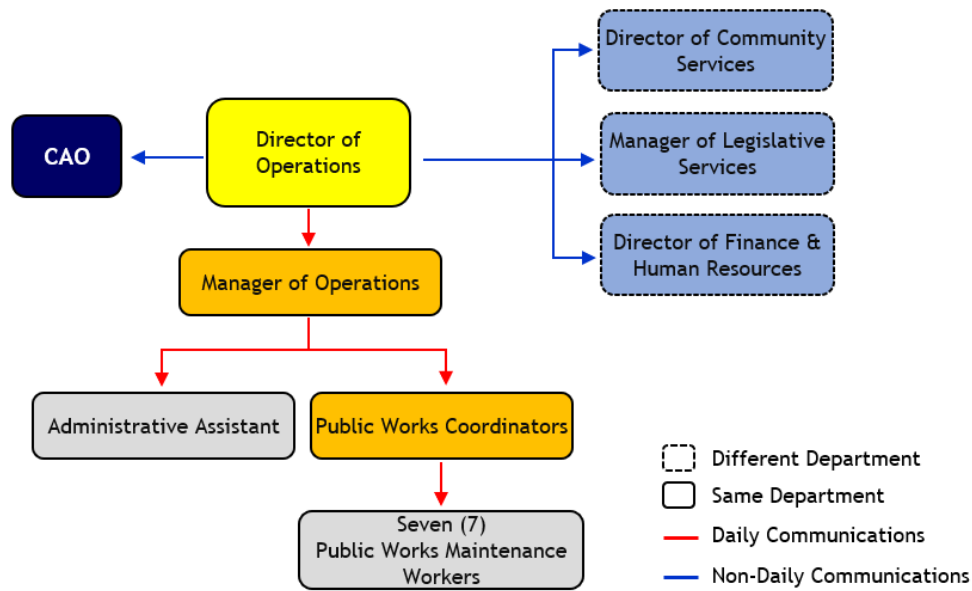 Director of Community
Services
CAO
Director of
Operations
Manager of Legislative
Services
Director of Finance &
Human Resources
Manager of Operations
Administrative Assistant
Public Works Coordinators
Seven (7)
Public Works Maintenance
Workers
Different Department
Same Department
Daily Communications
Non-Daily Communications